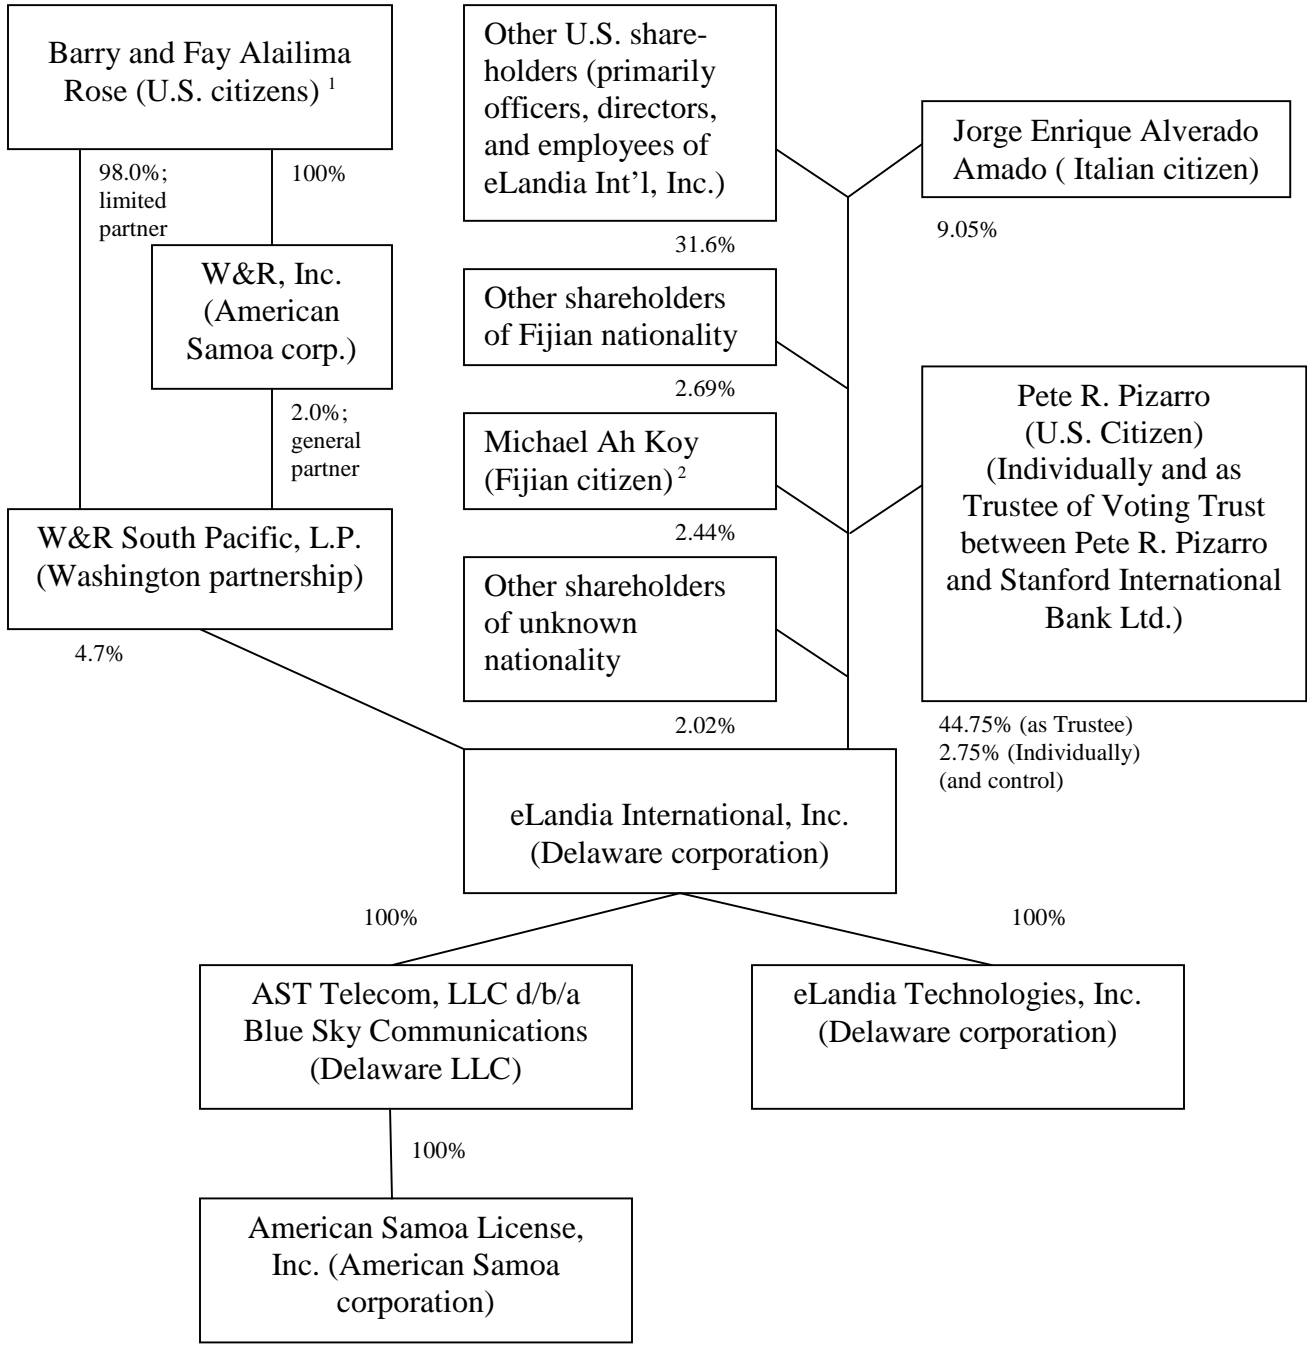 Barry and Fay Alailima
Rose (U.S. citizens) 1
98.0%;
limited
partner
100%
W&R, Inc.
(American
Samoa corp.)
2.0%;
general
partner
W&R South Pacific, L.P.
(Washington partnership)
4.7%
Other U.S. share-
holders (primarily
officers, directors,
and employees of
eLandia Int’l, Inc.)
31.6%
Jorge Enrique Alverado
Amado ( Italian citizen)
9.05%
Other shareholders
of Fijian nationality
2.69%
Michael Ah Koy
(Fijian citizen) 2
2.44%
Other shareholders
of unknown
nationality
2.02%
Pete R. Pizarro
(U.S. Citizen)
(Individually and as
Trustee of Voting Trust
between Pete R. Pizarro
and Stanford International
Bank Ltd.)
44.75% (as Trustee)
2.75% (Individually)
(and control)
eLandia International, Inc.
(Delaware corporation)
100%
100%
AST Telecom, LLC d/b/a
Blue Sky Communications
(Delaware LLC)
eLandia Technologies, Inc.
(Delaware corporation)
100%
American Samoa License,
Inc. (American Samoa
corporation)